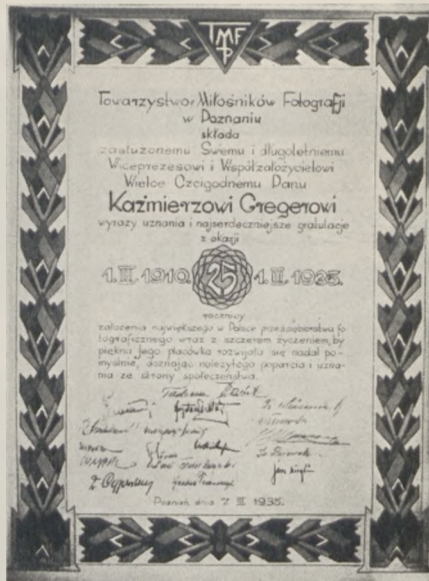 TMF
P
Towarzystwo Miłośników Fotografji
w Poznaniu
składa
zasłużonemu Swemu i długoletniemu
Viceprezesowi i Współzałożycielowi
Wielce Czcigodnemu Panu
Kaźmierzowi Gregerowi
wyrazy uznania i najserdeczniejsze gratulacje
z okazji
1.III.1910. 25 1.III.1935.
rocznicy
założenia największego w Polsce przedsiębiorstwa fo
tograficznego wraz z szczerem życzeniem, by
piękna Jego placówka rozwijała się nadal po-
myślnie, doznając należytego poparcia i uzna-
nia ze strony społeczeństwa.
Poznań, dnia 7. III 1935.